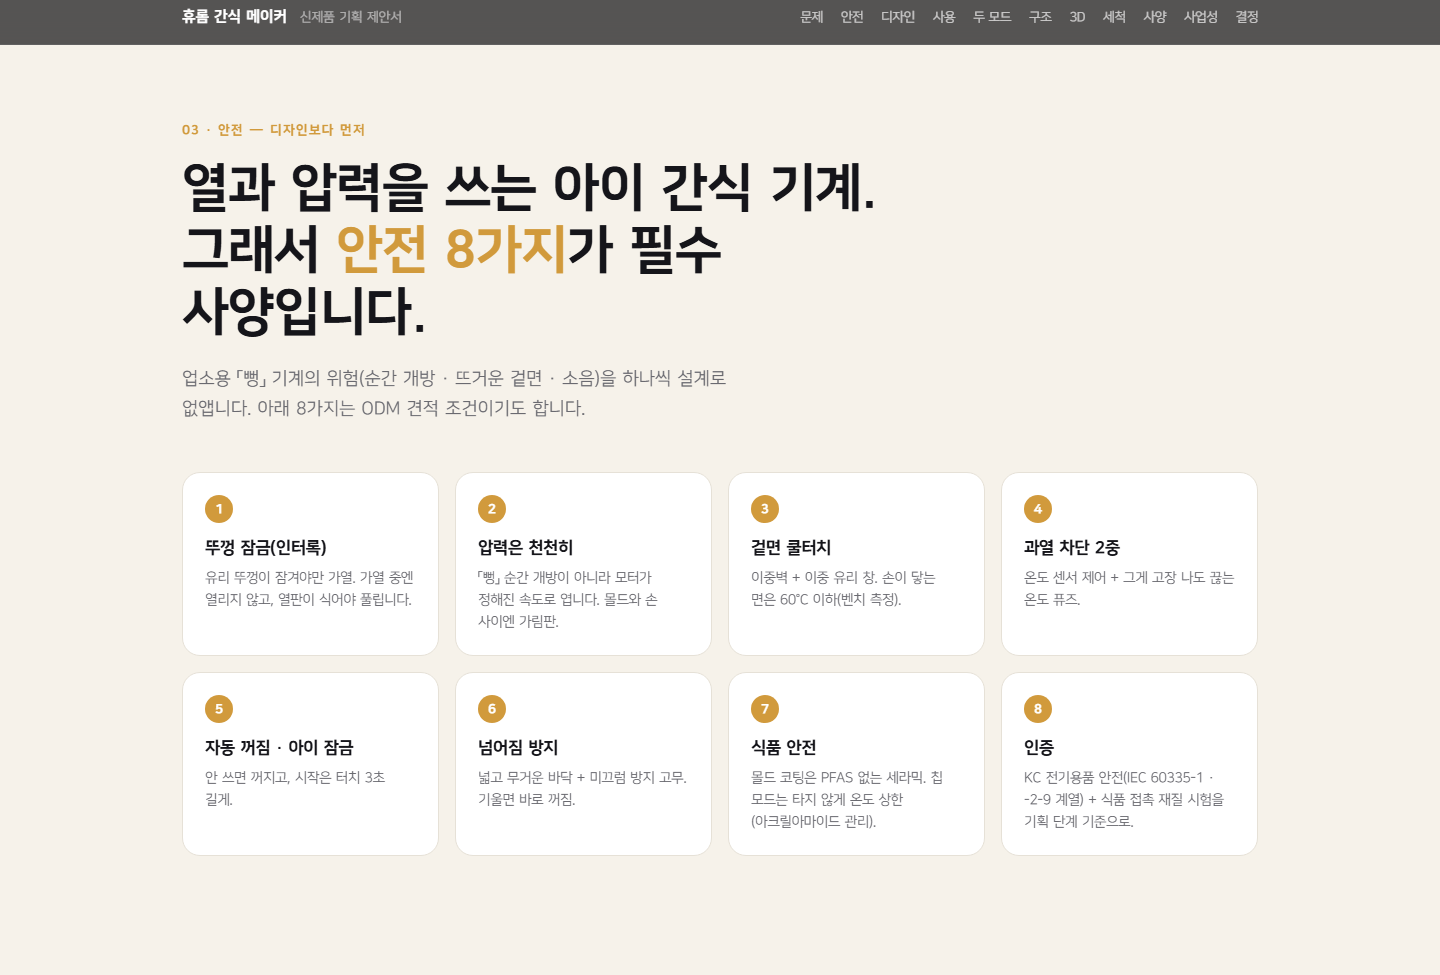 휴롬 간식 메이커 신제품 기획 제안서 문제 안전 디자인 사용 두 모드 구조 3D 세척 사양 사업성 결정
03 · 안전 — 디자인보다 먼저
열과 압력을 쓰는 아이 간식 기계.
그래서 안전 8가지가 필수
사양입니다.
업소용 「뻥」 기계의 위험(순간 개방 · 뜨거운 겉면 · 소음)을 하나씩 설계로
없앱니다. 아래 8가지는 ODM 견적 조건이기도 합니다.
1
뚜껑 잠금(인터록)
유리 뚜껑이 잠겨야만 가열. 가열 중엔
열리지 않고, 열판이 식어야 풀립니다.
2
압력은 천천히
「뻥」 순간 개방이 아니라 모터가
정해진 속도로 엽니다. 몰드와 손
사이엔 가림판.
3
겉면 쿨터치
이중벽 + 이중 유리 창. 손이 닿는
면은 60°C 이하(벤치 측정).
4
과열 차단 2중
온도 센서 제어 + 그게 고장 나도 끊는
온도 퓨즈.
5
자동 꺼짐 · 아이 잠금
안 쓰면 꺼지고, 시작은 터치 3초
길게.
6
넘어짐 방지
넓고 무거운 바닥 + 미끄럼 방지 고무.
기울면 바로 꺼짐.
7
식품 안전
몰드 코팅은 PFAS 없는 세라믹. 칩
모드는 타지 않게 온도 상한
(아크릴아마이드 관리).
8
인증
KC 전기용품 안전(IEC 60335-1 ·
-2-9 계열) + 식품 접촉 재질 시험을
기획 단계 기준으로.